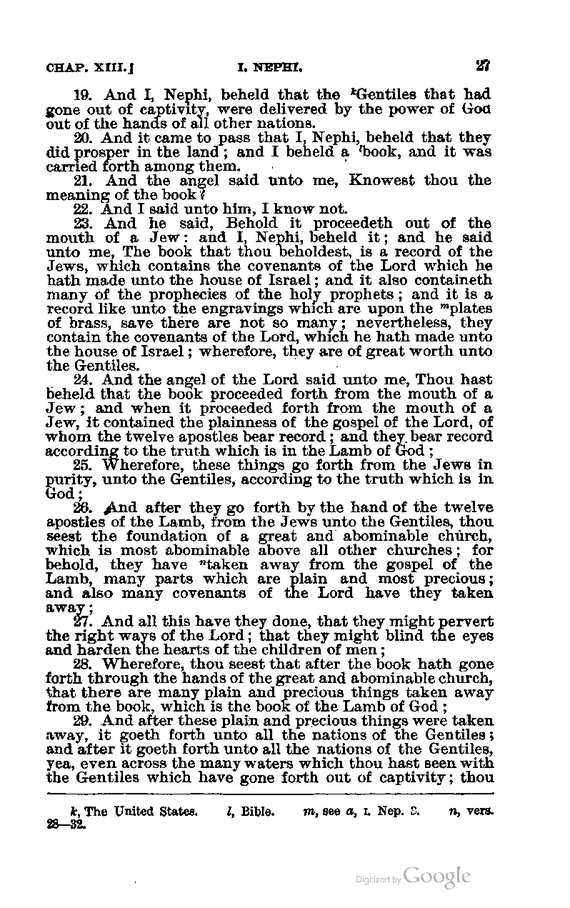 CHAP. XIII.] I. NEPHI. 27
19. And I, Nephi, beheld that the ᵏGentiles that had
gone out of captivity, were delivered by the power of God
out of the hands of all other nations.
20. And it came to pass that I, Nephi, beheld that they
did prosper in the land; and I beheld a ˡbook, and it was
carried forth among them.
21. And the angel said unto me, Knowest thou the
meaning of the book?
22. And I said unto him, I know not.
23. And he said, Behold it proceedeth out of the
mouth of a Jew: and I, Nephi, beheld it; and he said
unto me, The book that thou beholdest, is a record of the
Jews, which contains the covenants of the Lord which he
hath made unto the house of Israel; and it also containeth
many of the prophecies of the holy prophets; and it is a
record like unto the engravings which are upon the ᵐplates
of brass, save there are not so many; nevertheless, they
contain the covenants of the Lord, which he hath made unto
the house of Israel; wherefore, they are of great worth unto
the Gentiles.
24. And the angel of the Lord said unto me, Thou hast
beheld that the book proceeded forth from the mouth of a
Jew; and when it proceeded forth from the mouth of a
Jew, it contained the plainness of the gospel of the Lord, of
whom the twelve apostles bear record; and they bear record
according to the truth which is in the Lamb of God;
25. Wherefore, these things go forth from the Jews in
purity, unto the Gentiles, according to the truth which is in
God;
26. And after they go forth by the hand of the twelve
apostles of the Lamb, from the Jews unto the Gentiles, thou
seest the foundation of a great and abominable church,
which is most abominable above all other churches; for
behold, they have ⁿtaken away from the gospel of the
Lamb, many parts which are plain and most precious;
and also many covenants of the Lord have they taken
away;
27. And all this have they done, that they might pervert
the right ways of the Lord; that they might blind the eyes
and harden the hearts of the children of men;
28. Wherefore, thou seest that after the book hath gone
forth through the hands of the great and abominable church,
that there are many plain and precious things taken away
from the book, which is the book of the Lamb of God;
29. And after these plain and precious things were taken
away, it goeth forth unto all the nations of the Gentiles;
and after it goeth forth unto all the nations of the Gentiles,
yea, even across the many waters which thou hast seen with
the Gentiles which have gone forth out of captivity; thou
k, The United States. l, Bible. m, see a, I. Nep. 3. n, vers.
28—32.
Digitized by Google